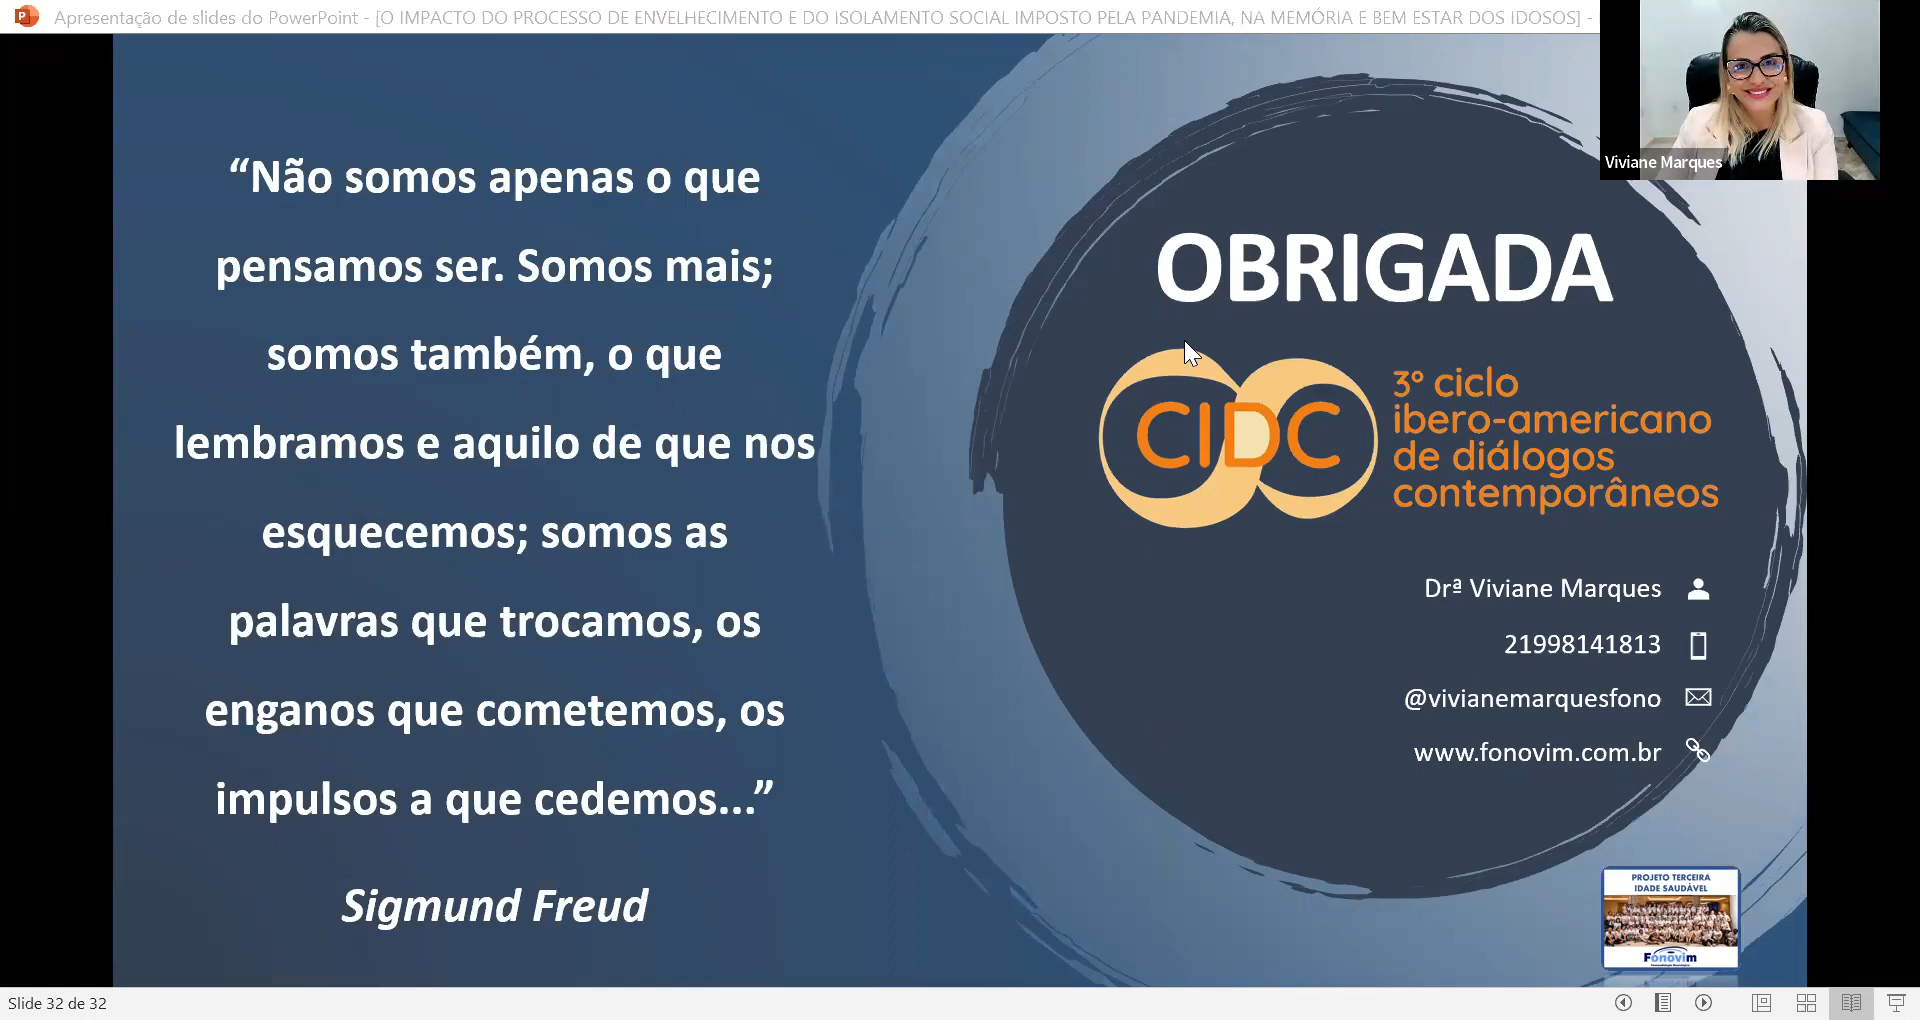 Apresentação de slides do PowerPoint - [O IMPACTO DO PROCESSO DE ENVELHECIMENTO E DO ISOLAMENTO SOCIAL IMPOSTO PELA PANDEMIA, NA MEMÓRIA E BEM ESTAR DOS IDOSOS] -
Viviane Marques
“Não somos apenas o que
pensamos ser. Somos mais;
somos também, o que
lembramos e aquilo de que nos
esquecemos; somos as
palavras que trocamos, os
enganos que cometemos, os
impulsos a que cedemos...”
Sigmund Freud
OBRIGADA
CIDC
3º ciclo
ibero-americano
de diálogos
contemporâneos
Drª Viviane Marques
21998141813
@vivianemarquesfono
www.fonovim.com.br
PROJETO TERCEIRA
IDADE SAUDÁVEL
Fonovim
Slide 32 de 32